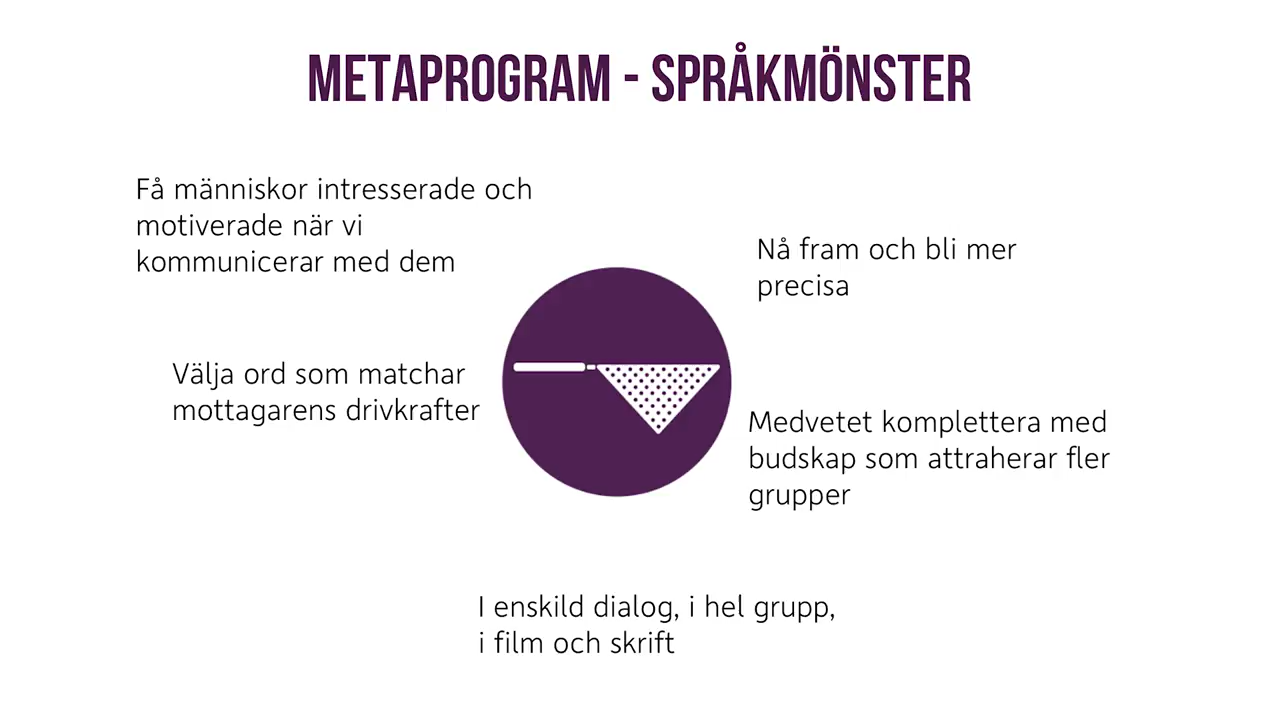 METAPROGRAM - SPRÅKMÖNSTER
Få människor intresserade och
motiverade när vi
kommunicerar med dem
Nå fram och bli mer
precisa
Välja ord som matchar
mottagarens drivkrafter
Medvetet komplettera med
budskap som attraherar fler
grupper
I enskild dialog, i hel grupp,
i film och skrift